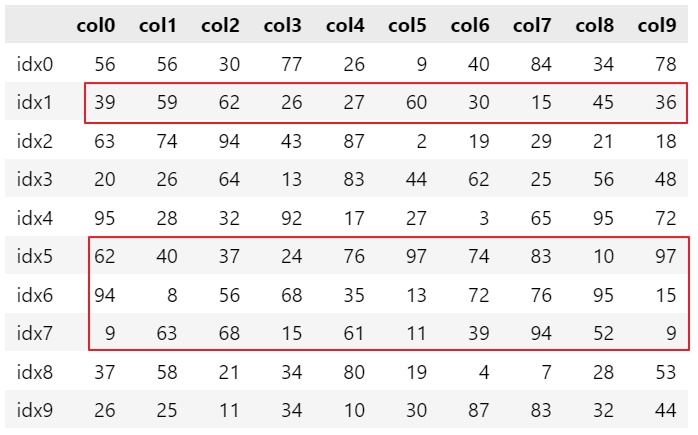 col0 col1 col2 col3 col4 col5 col6 col7 col8 col9
idx0 56 56 30 77 26 9 40 84 34 78
idx1 39 59 62 26 27 60 30 15 45 36
idx2 63 74 94 43 87 2 19 29 21 18
idx3 20 26 64 13 83 44 62 25 56 48
idx4 95 28 32 92 17 27 3 65 95 72
idx5 62 40 37 24 76 97 74 83 10 97
idx6 94 8 56 68 35 13 72 76 95 15
idx7 9 63 68 15 61 11 39 94 52 9
idx8 37 58 21 34 80 19 4 7 28 53
idx9 26 25 11 34 10 30 87 83 32 44